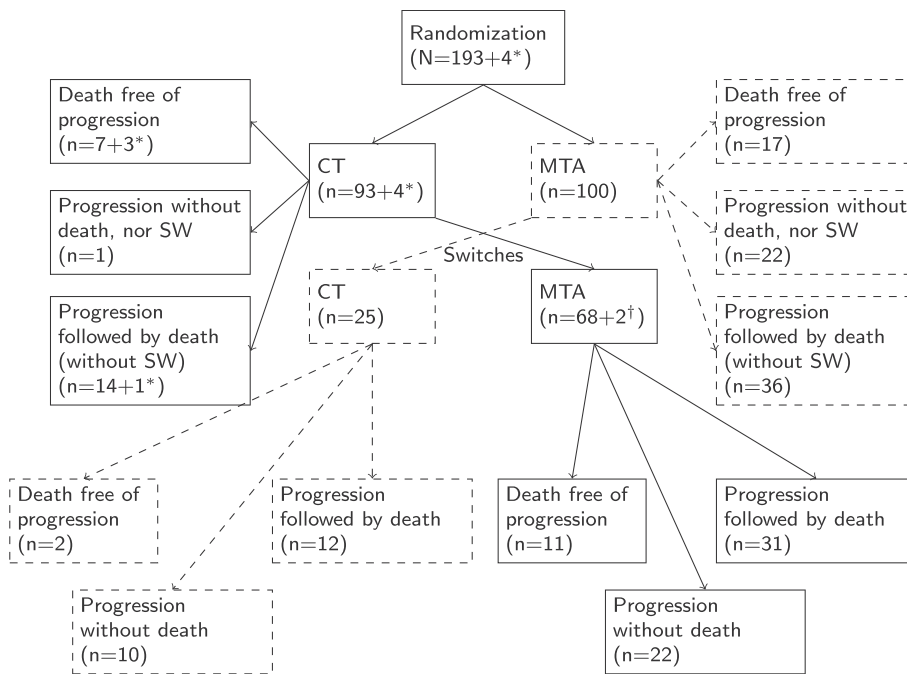 Randomization
(N=193+4*)
Death free of
progression
(n=7+3*)
Death free of
progression
(n=17)
CT
(n=93+4*)
MTA
(n=100)
Progression without
death, nor SW
(n=1)
Progression without
death, nor SW
(n=22)
Switches
CT
(n=25)
MTA
(n=68+2†)
Progression
followed by death
(without SW)
(n=14+1*)
Progression
followed by death
(without SW)
(n=36)
Death free of
progression
(n=2)
Progression
followed by death
(n=12)
Death free of
progression
(n=11)
Progression
followed by death
(n=31)
Progression
without death
(n=10)
Progression
without death
(n=22)